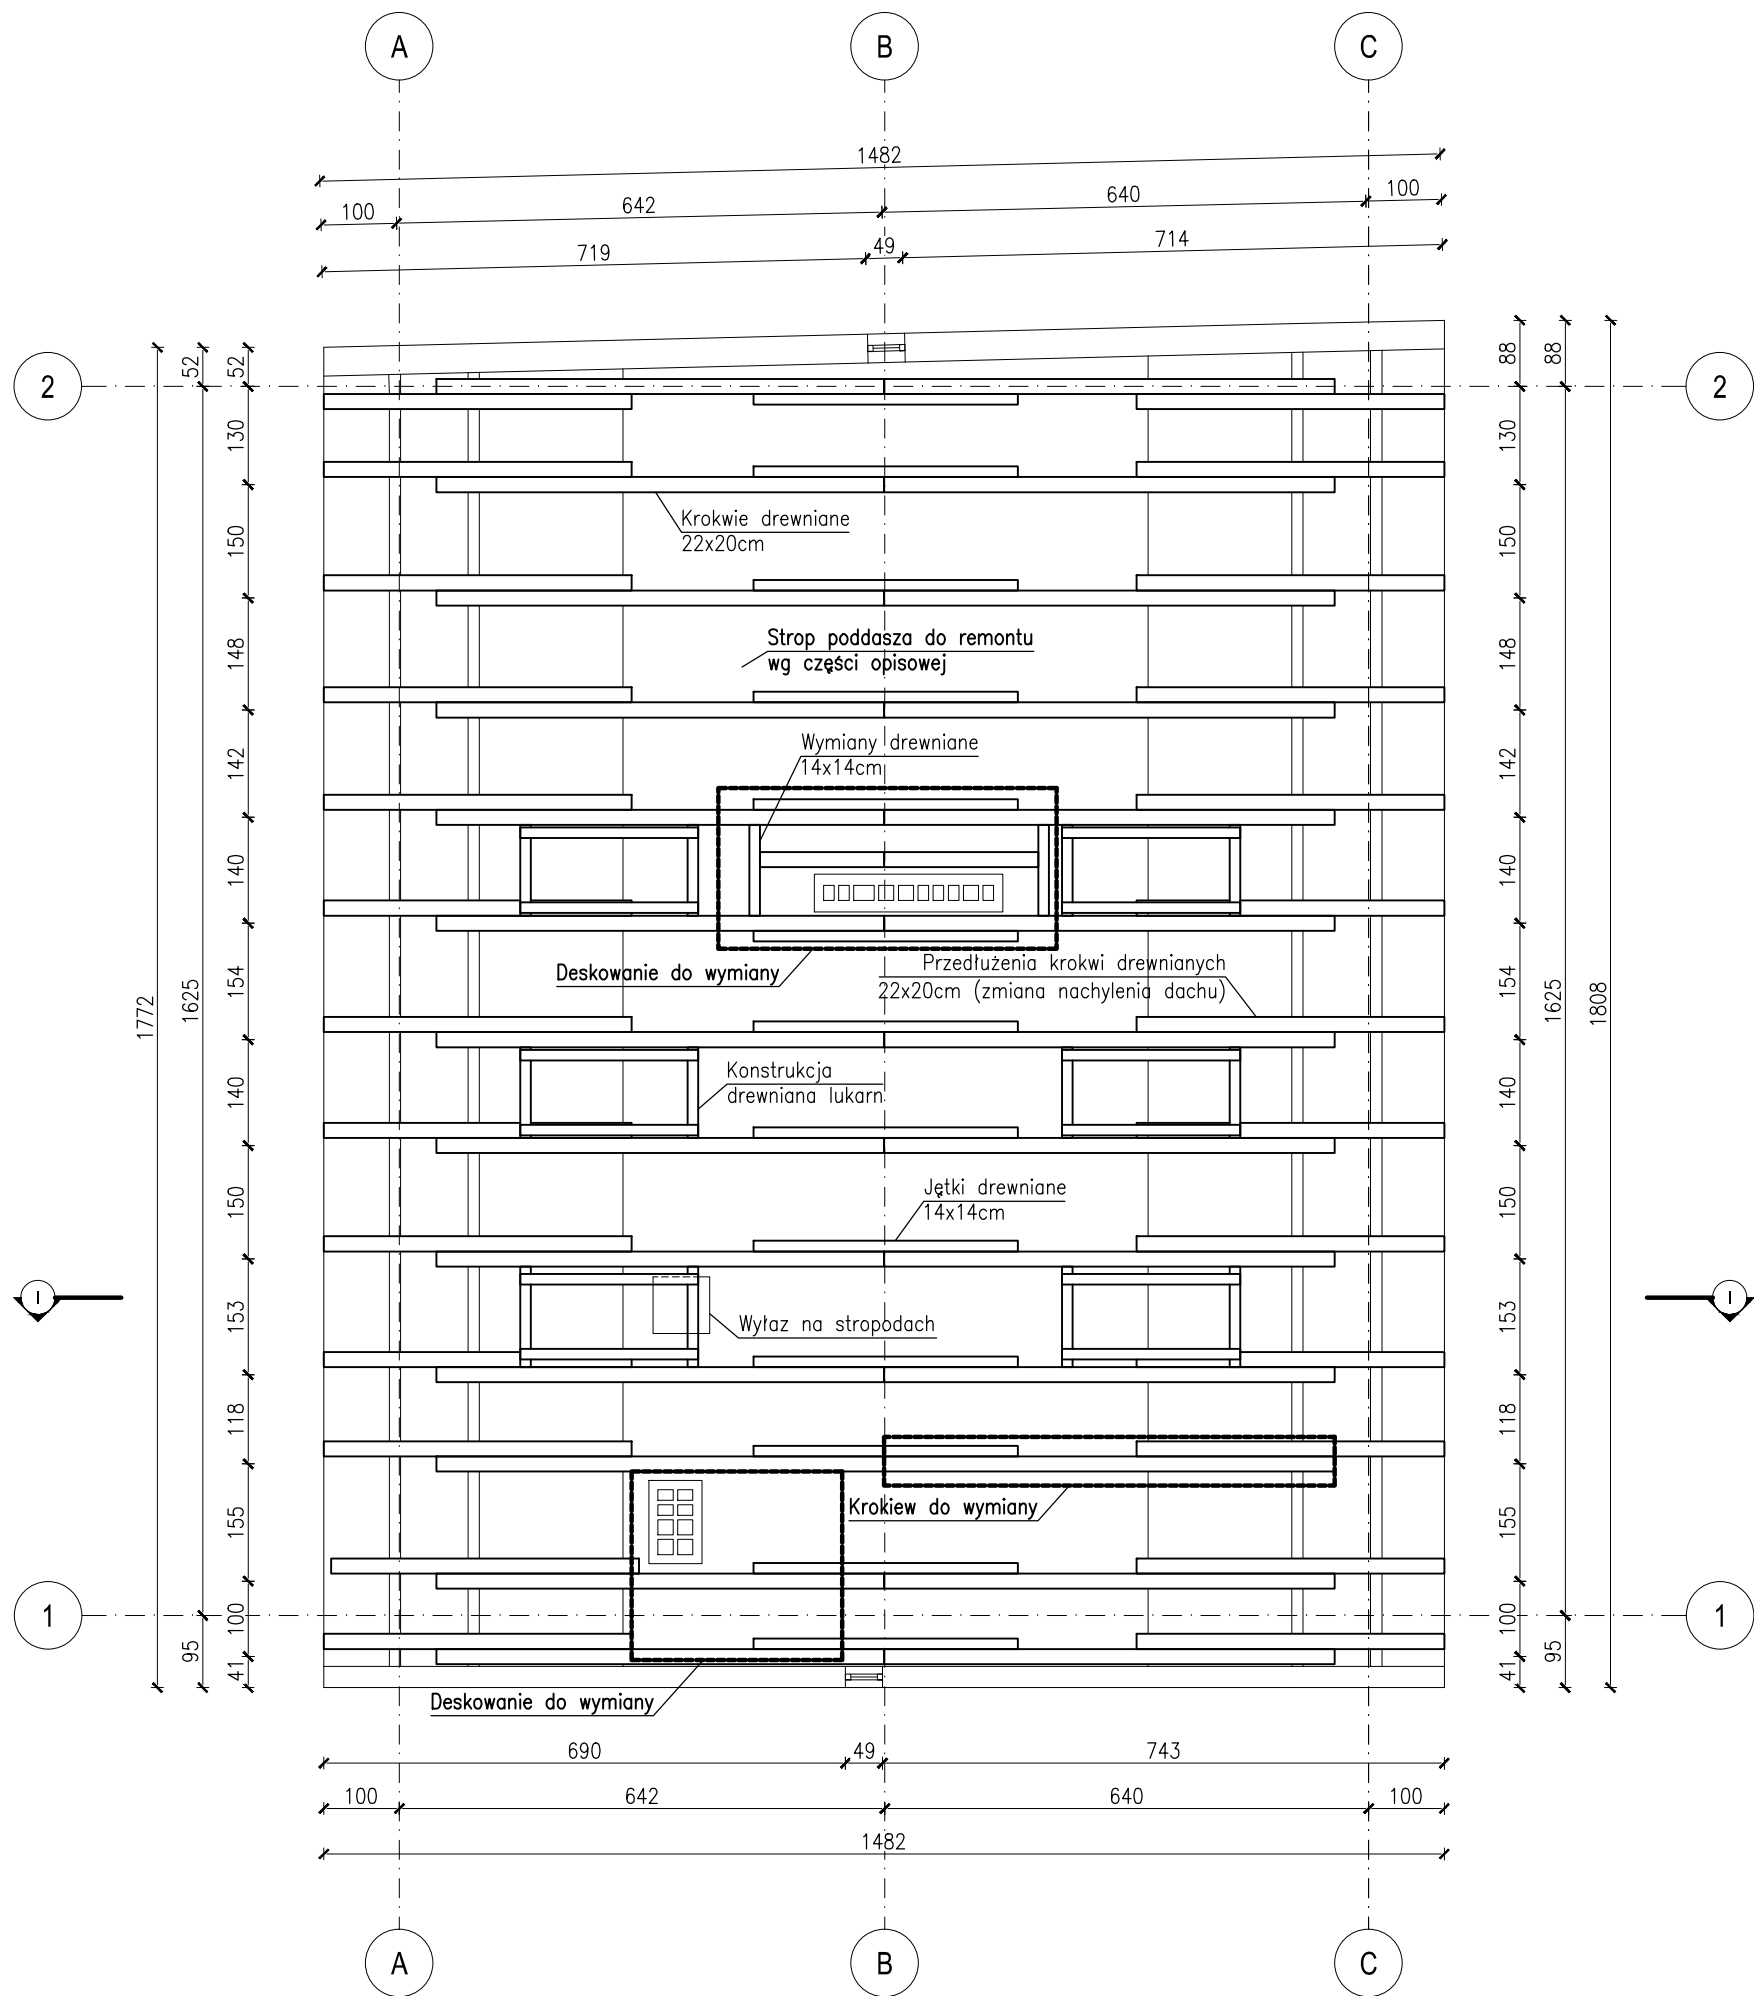 A
B
C
1482
100
642
640
100
719
49
714
52
52
88
88
2
2
130
130
Krokwie drewniane
22x20cm
150
150
Strop poddasza do remontu
wg części opisowej
148
148
Wymiany drewniane
14x14cm
142
142
140
140
Deskowanie do wymiany
Przedłużenia krokwi drewnianych
22x20cm (zmiana nachylenia dachu)
154
154
1772
1625
1625
1808
Konstrukcja
drewniana lukarn
140
140
Jętki drewniane
14x14cm
150
150
I
I
Wyłaz na stropodach
153
153
118
118
Krokiew do wymiany
155
155
1
1
100
100
95
41
41
95
Deskowanie do wymiany
690
49
743
100
642
640
100
1482
A
B
C